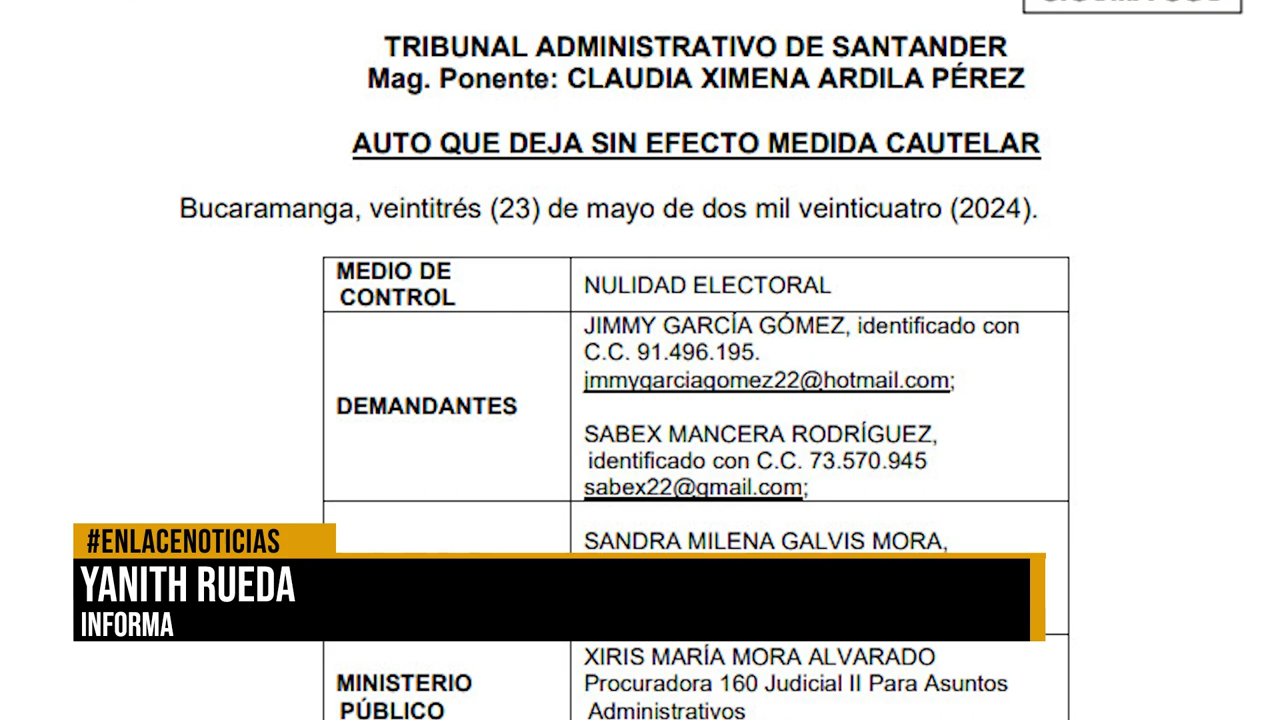 TRIBUNAL ADMINISTRATIVO DE SANTANDER
Mag. Ponente: CLAUDIA XIMENA ARDILA PÉREZ
AUTO QUE DEJA SIN EFECTO MEDIDA CAUTELAR
Bucaramanga, veintitrés (23) de mayo de dos mil veinticuatro (2024).
MEDIO DE
CONTROL
NULIDAD ELECTORAL
DEMANDANTES
JIMMY GARCÍA GÓMEZ, identificado con
C.C. 91.496.195.
jmmygarciagomez22@hotmail.com;
SABEX MANCERA RODRÍGUEZ,
identificado con C.C. 73.570.945
sabex22@gmail.com;
SANDRA MILENA GALVIS MORA,
#ENLACENOTICIAS
YANITH RUEDA
INFORMA
MINISTERIO
PÚBLICO
XIRIS MARÍA MORA ALVARADO
Procuradora 160 Judicial II Para Asuntos
Administrativos